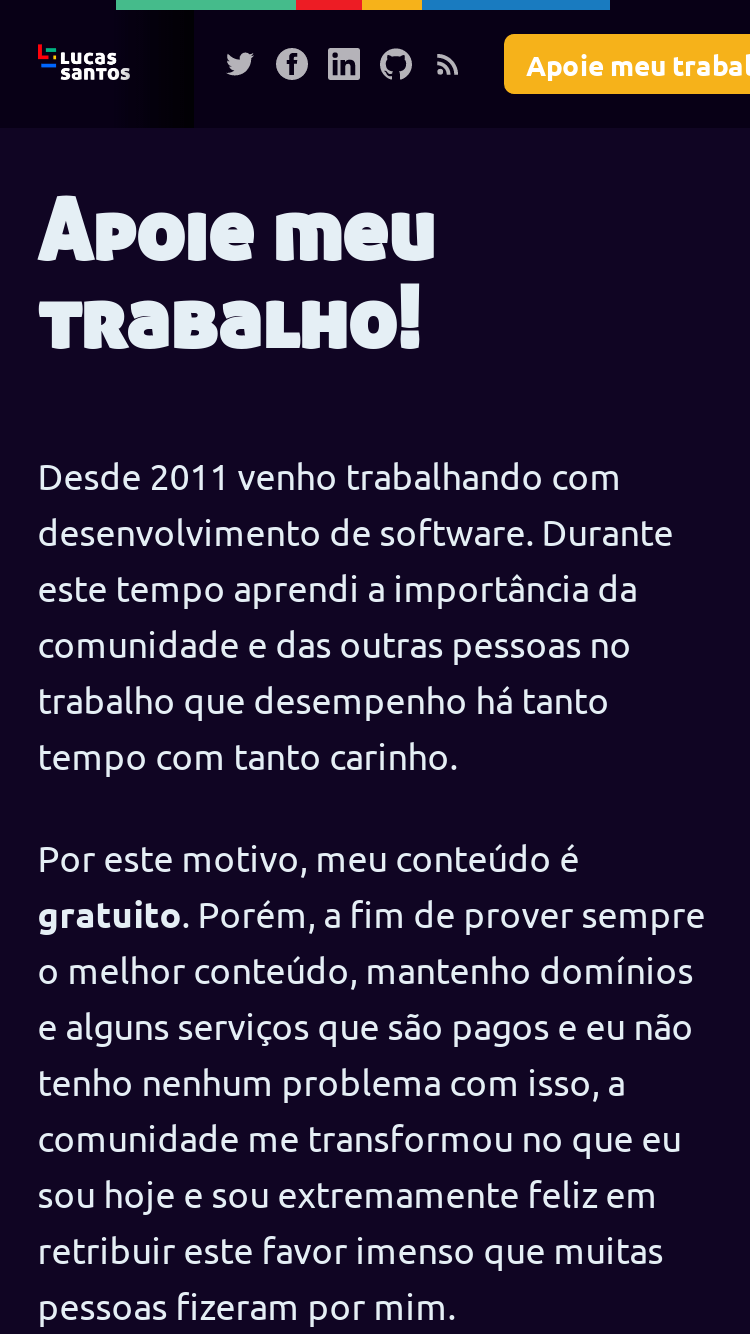 Lucas
Santos
Apoie meu trabal
Apoie meu
trabalho!
Desde 2011 venho trabalhando com
desenvolvimento de software. Durante
este tempo aprendi a importância da
comunidade e das outras pessoas no
trabalho que desempenho há tanto
tempo com tanto carinho.
Por este motivo, meu conteúdo é
gratuito. Porém, a fim de prover sempre
o melhor conteúdo, mantenho domínios
e alguns serviços que são pagos e eu não
tenho nenhum problema com isso, a
comunidade me transformou no que eu
sou hoje e sou extremamente feliz em
retribuir este favor imenso que muitas
pessoas fizeram por mim.